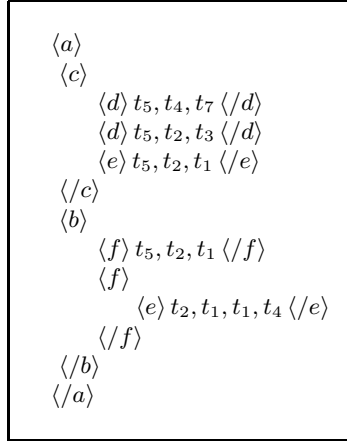 ⟨a⟩
⟨c⟩
⟨d⟩ t₅, t₄, t₇ ⟨/d⟩
⟨d⟩ t₅, t₂, t₃ ⟨/d⟩
⟨e⟩ t₅, t₂, t₁ ⟨/e⟩
⟨/c⟩
⟨b⟩
⟨f⟩ t₅, t₂, t₁ ⟨/f⟩
⟨f⟩
⟨e⟩ t₂, t₁, t₁, t₄ ⟨/e⟩
⟨/f⟩
⟨/b⟩
⟨/a⟩